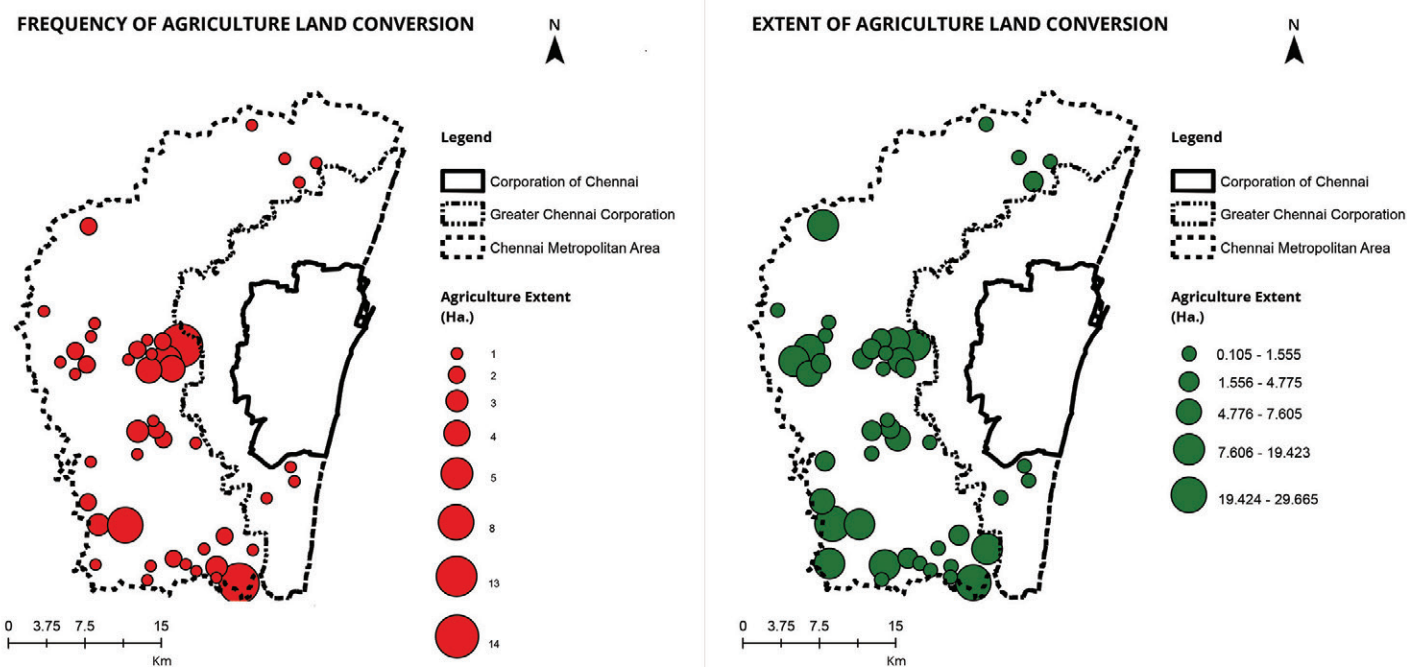 FREQUENCY OF AGRICULTURE LAND CONVERSION
N
Legend
Corporation of Chennai
Greater Chennai Corporation
Chennai Metropolitan Area
Agriculture Extent
(Ha.)
1
2
3
4
5
8
13
14
0 3.75 7.5 15
Km
EXTENT OF AGRICULTURE LAND CONVERSION
N
Legend
Corporation of Chennai
Greater Chennai Corporation
Chennai Metropolitan Area
Agriculture Extent
(Ha.)
0.105 - 1.555
1.556 - 4.775
4.776 - 7.605
7.606 - 19.423
19.424 - 29.665
0 3.75 7.5 15
Km